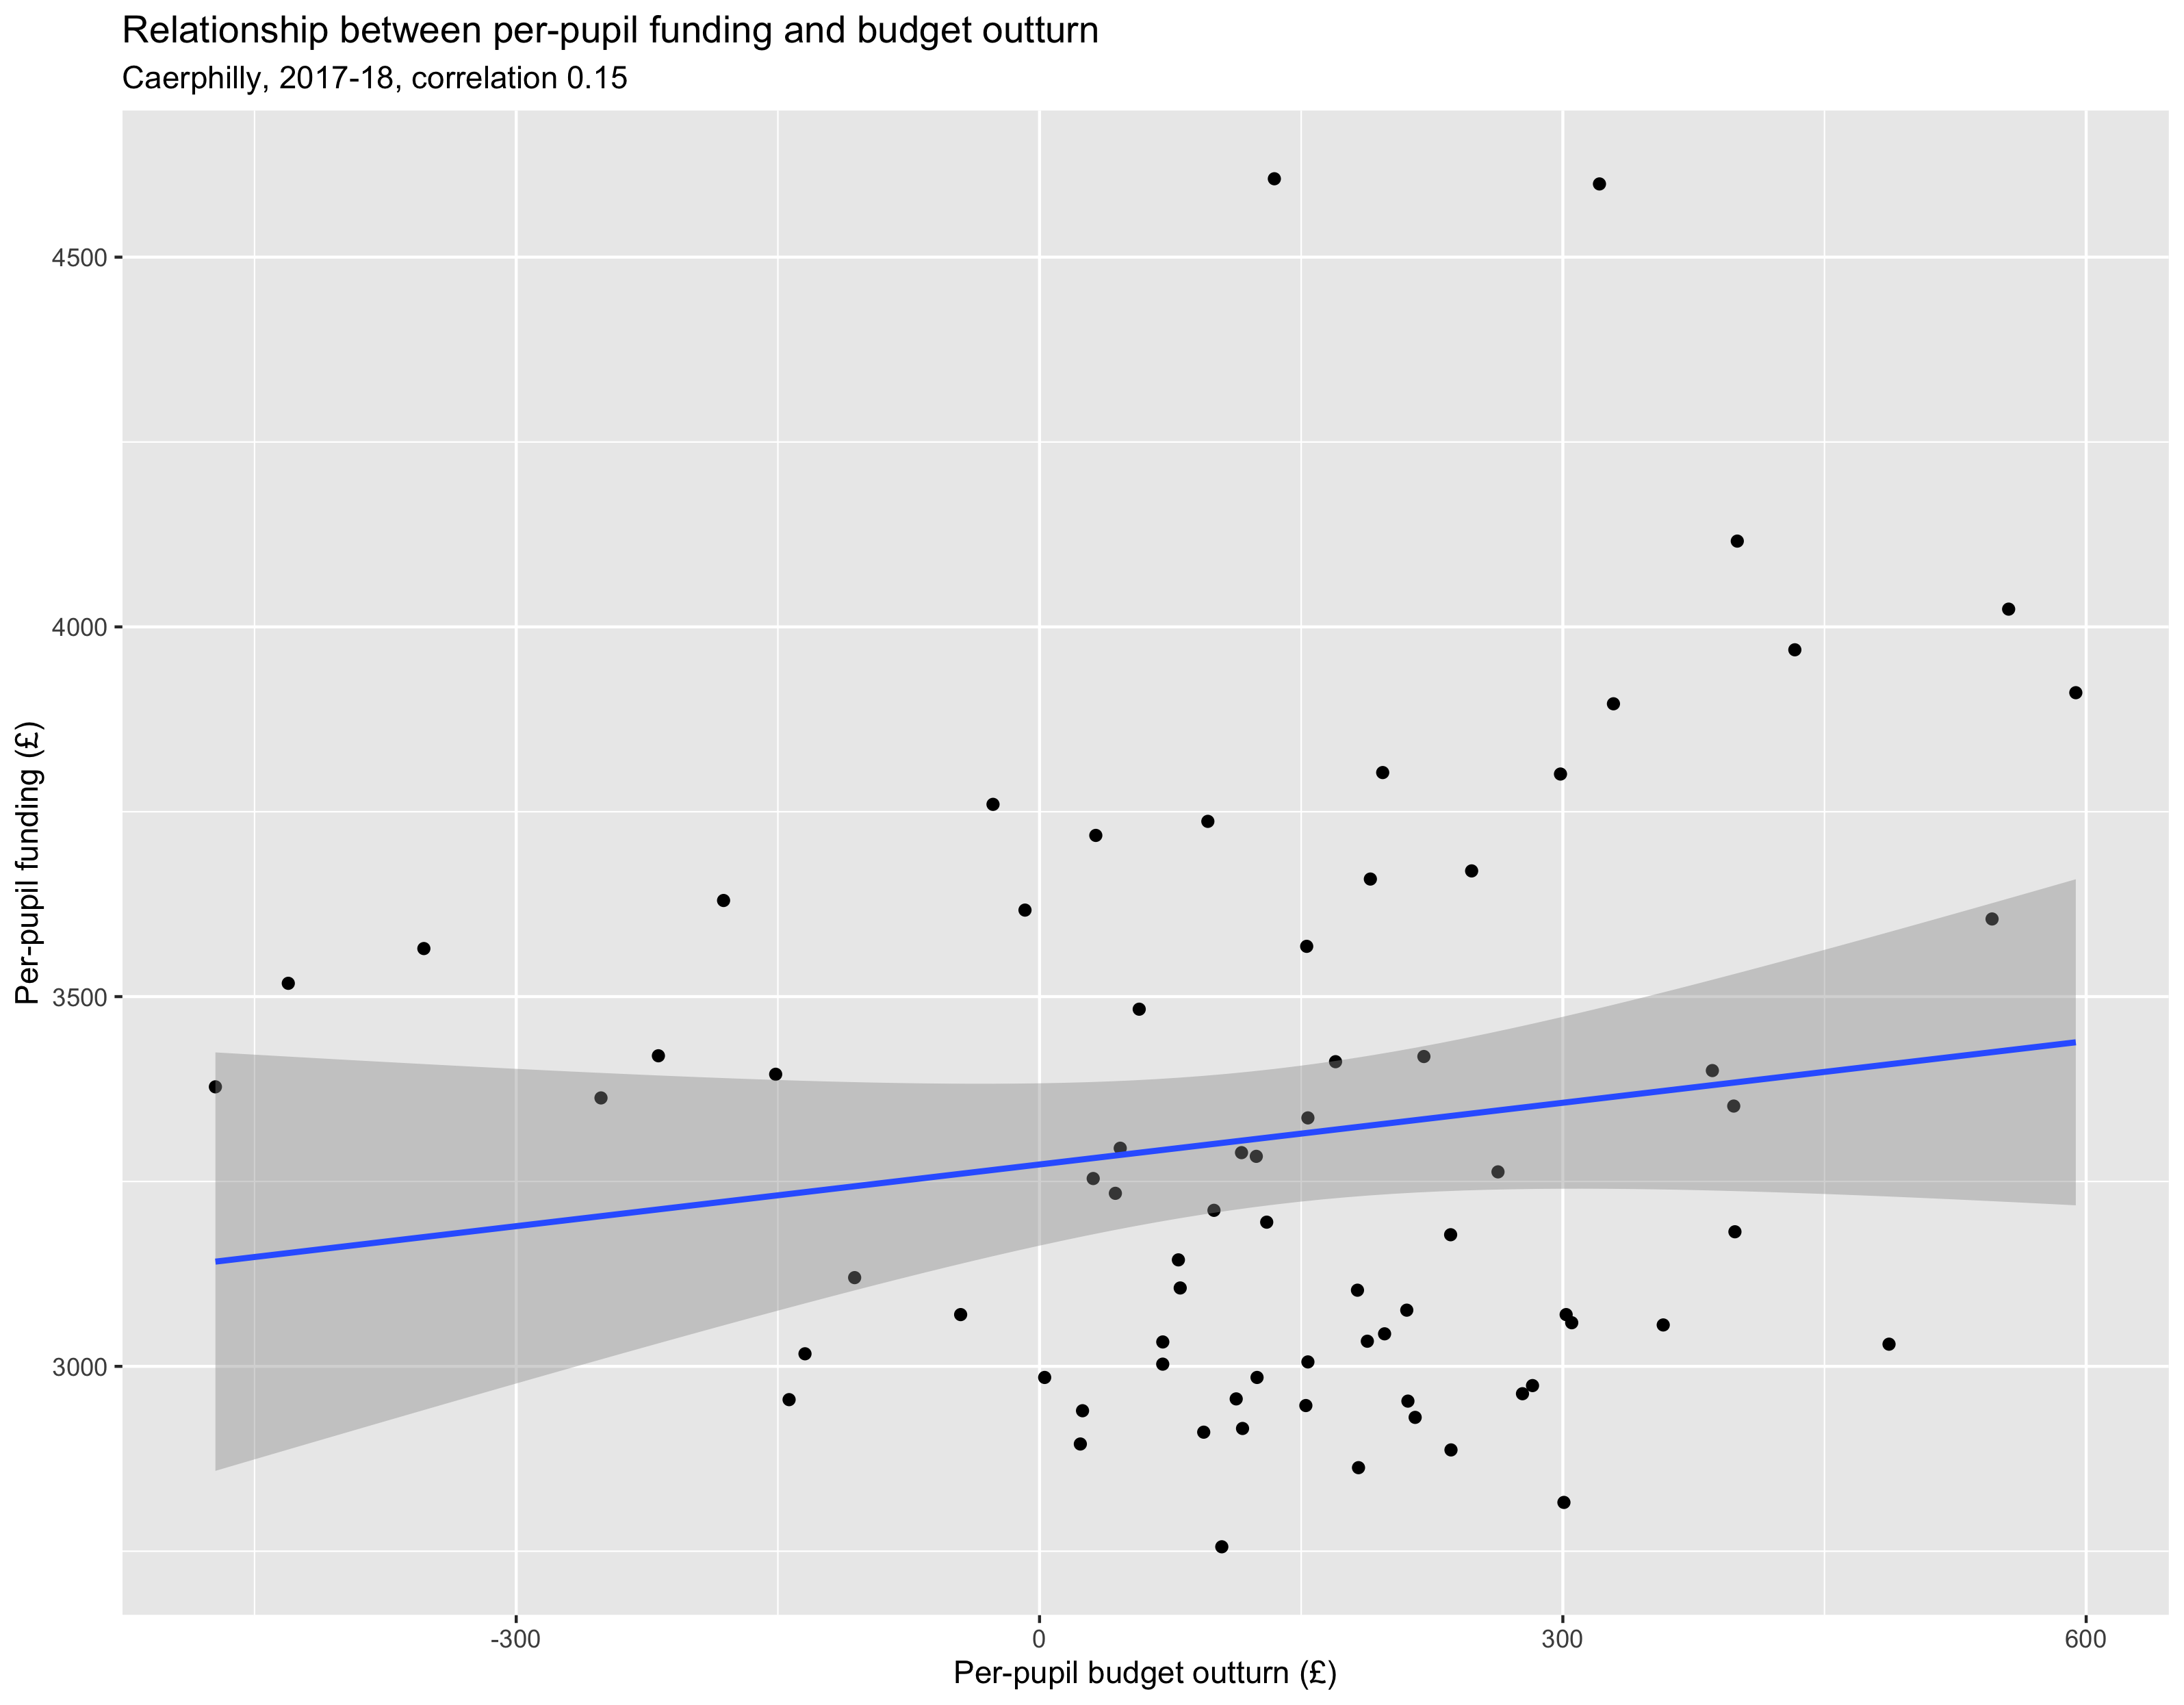 Relationship between per-pupil funding and budget outturn
Caerphilly, 2017-18, correlation 0.15
Per-pupil funding (£)
4500
4000
3500
3000
-300
0
300
600
Per-pupil budget outturn (£)